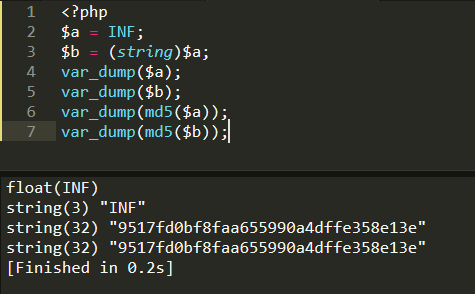 1 <?php
2 $a = INF;
3 $b = (string)$a;
4 var_dump($a);
5 var_dump($b);
6 var_dump(md5($a));
7 var_dump(md5($b));
float(INF)
string(3) "INF"
string(32) "9517fd0bf8faa655990a4dffe358e13e"
string(32) "9517fd0bf8faa655990a4dffe358e13e"
[Finished in 0.2s]